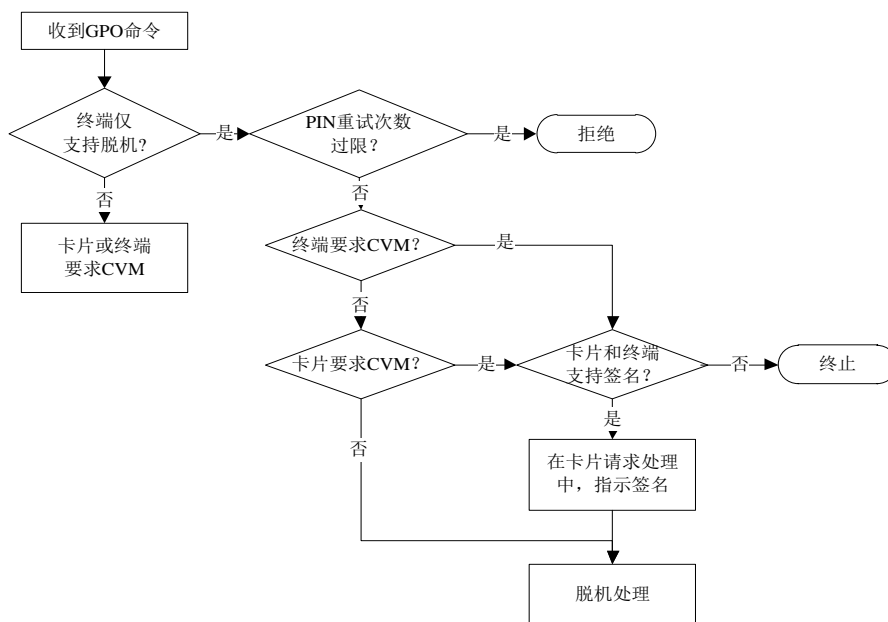 收到GPO命令
终端仅
支持脱机?
是
PIN重试次数
过限？
是
拒绝
否
否
卡片或终端
要求CVM
终端要求CVM？
是
否
卡片要求CVM？
是
卡片和终端
支持签名？
否
终止
是
否
在卡片请求处理
中，指示签名
脱机处理